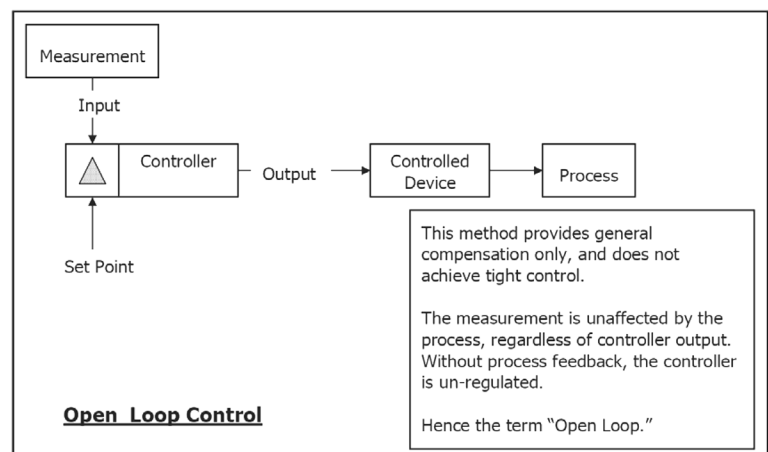 Measurement
Input
Controller
Output
Controlled
Device
Process
Set Point
This method provides general
compensation only, and does not
achieve tight control.
The measurement is unaffected by the
process, regardless of controller output.
Without process feedback, the controller
is un-regulated.
Hence the term “Open Loop.”
Open Loop Control